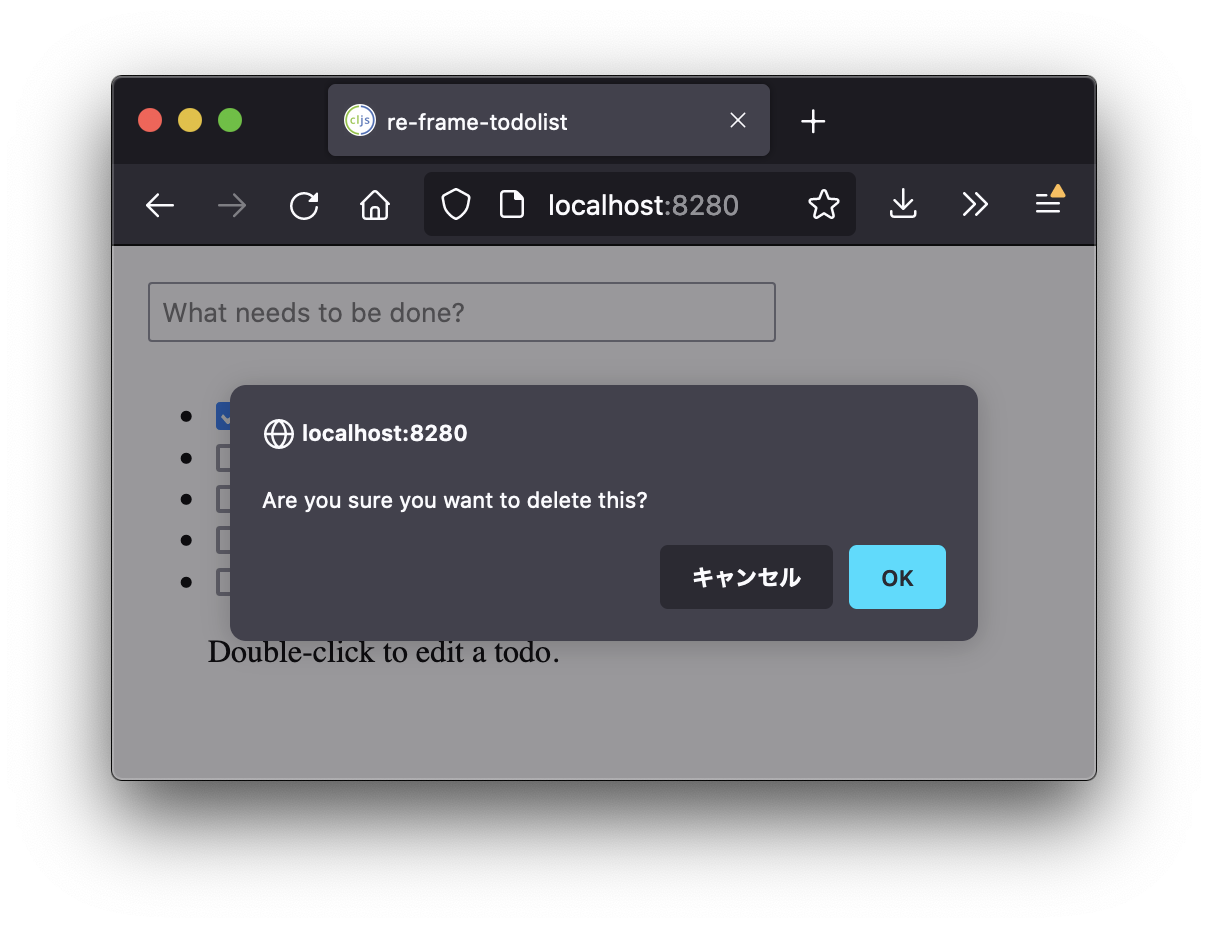 cljs re-frame-todolist
localhost:8280
What needs to be done?
localhost:8280
Are you sure you want to delete this?
キャンセル OK
Double-click to edit a todo.